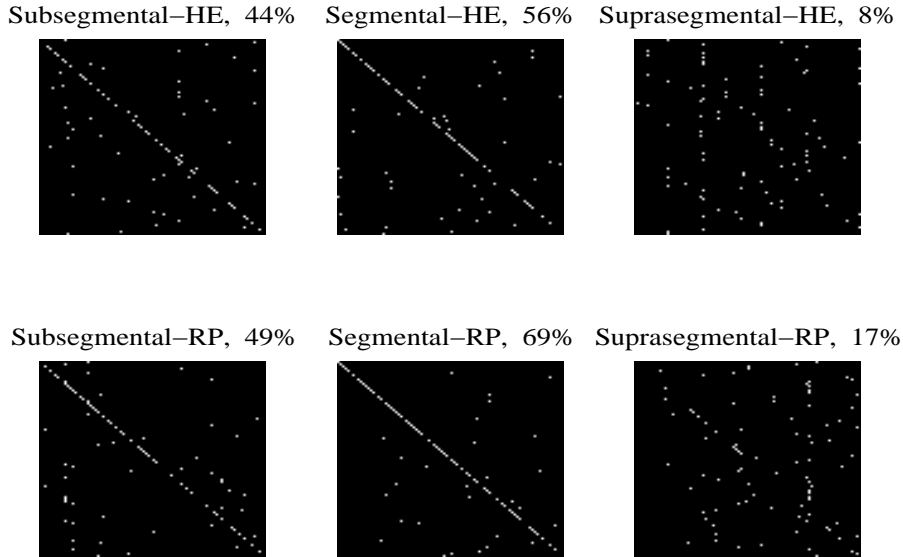 Subsegmental–HE, 44%
Segmental–HE, 56%
Suprasegmental–HE, 8%
Subsegmental–RP, 49%
Segmental–RP, 69%
Suprasegmental–RP, 17%